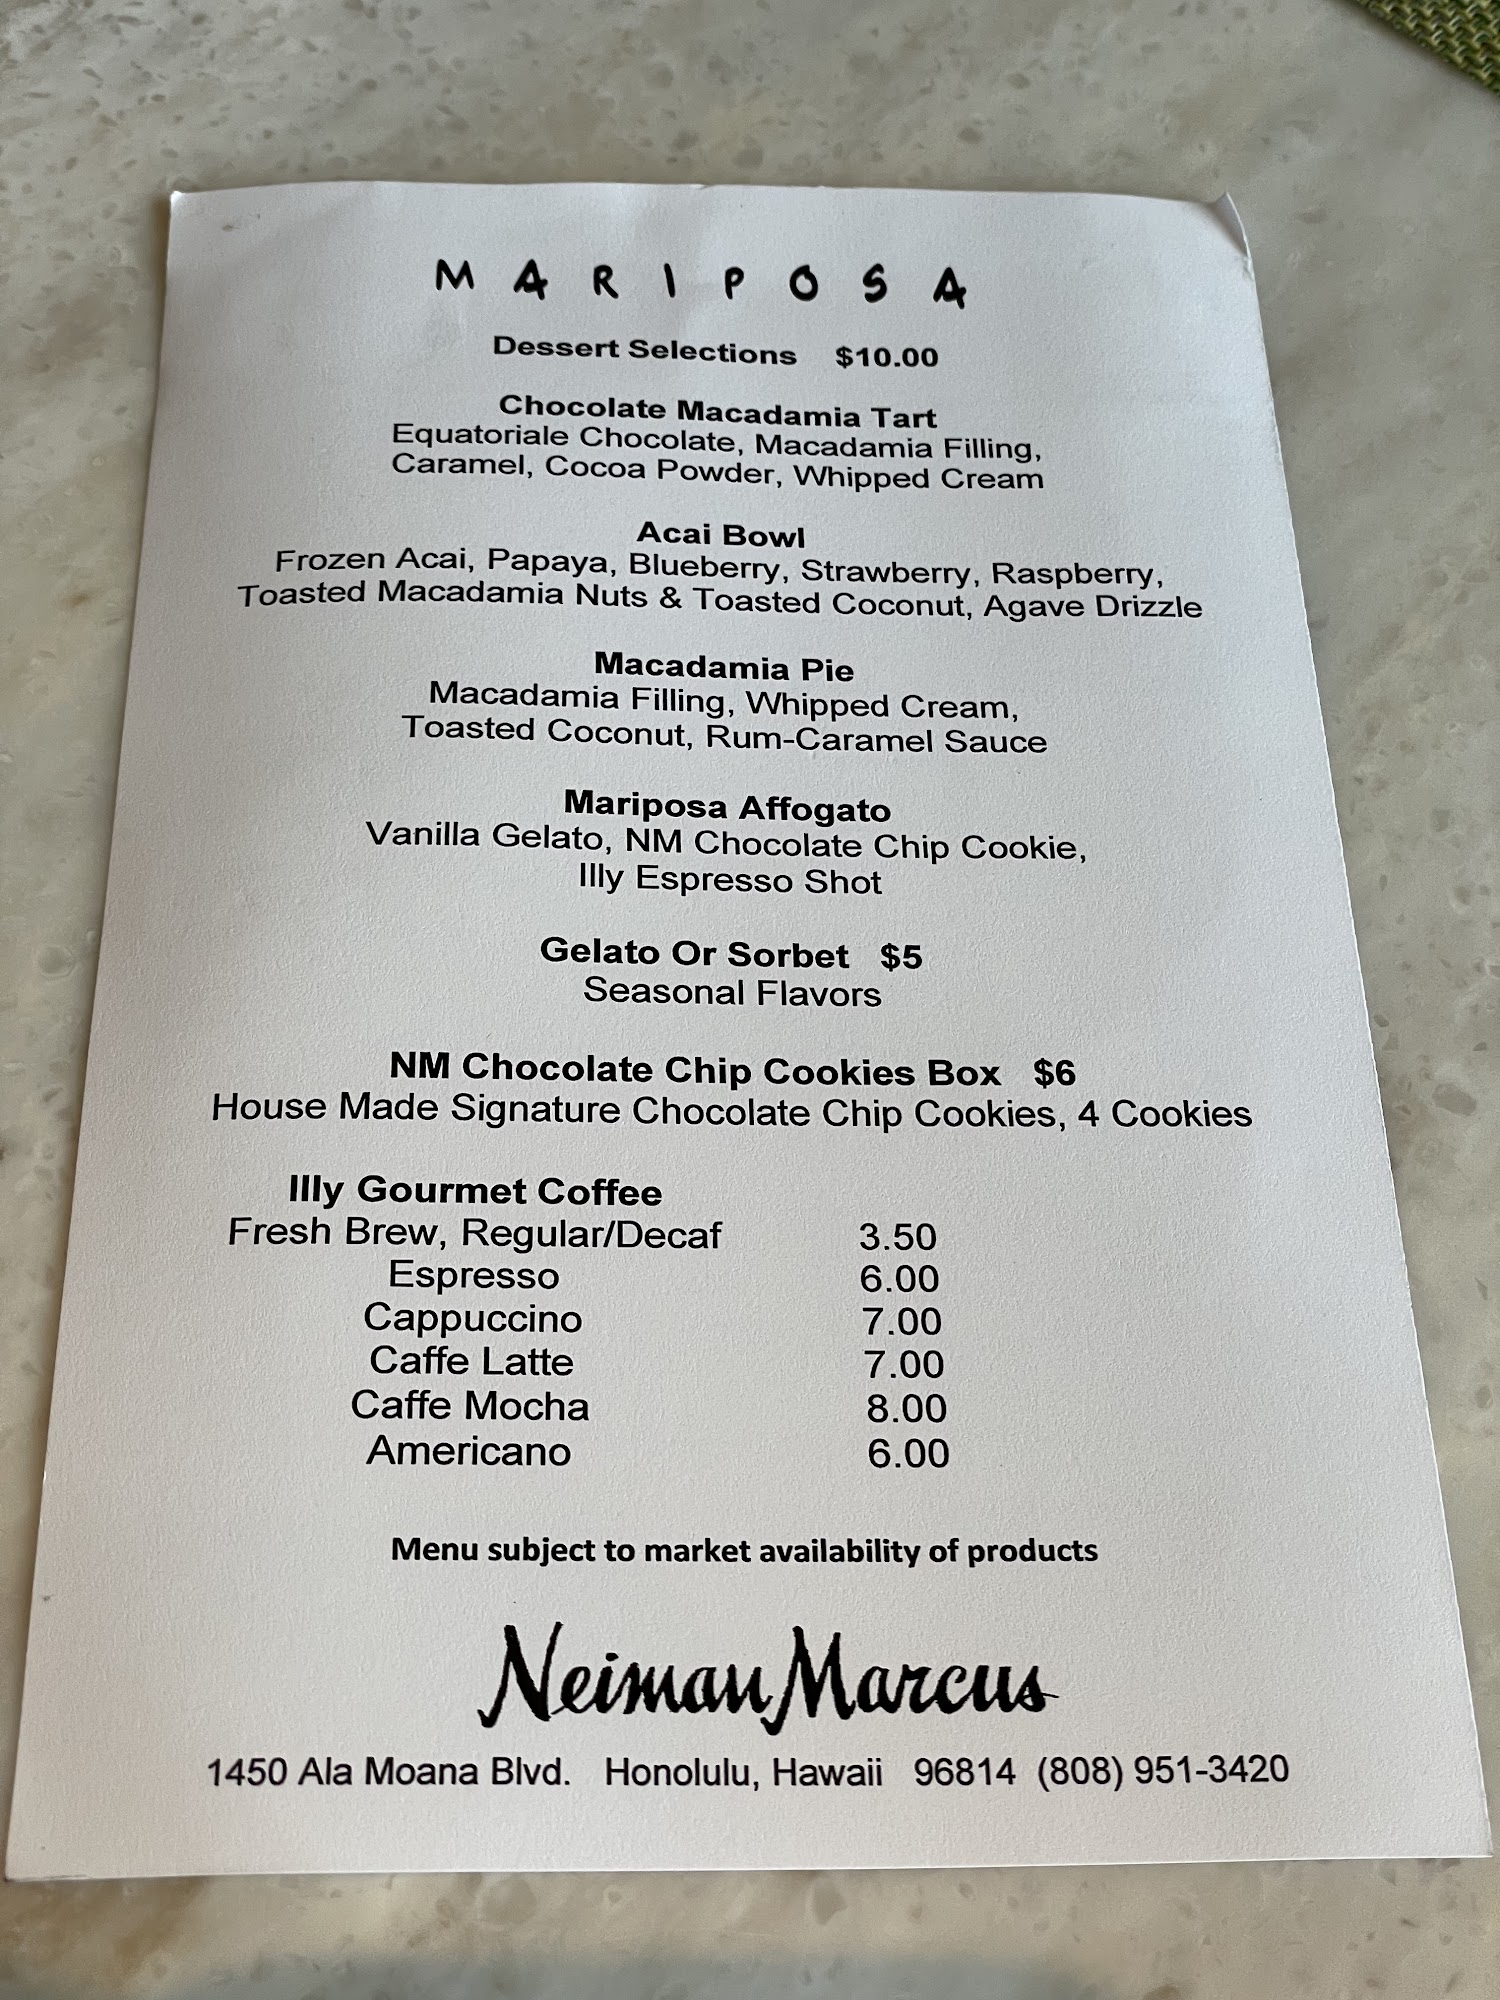 MARIPOSA
Dessert Selections $10.00
Chocolate Macadamia Tart
Equatoriale Chocolate, Macadamia Filling,
Caramel, Cocoa Powder, Whipped Cream
Acai Bowl
Frozen Acai, Papaya, Blueberry, Strawberry, Raspberry,
Toasted Macadamia Nuts & Toasted Coconut, Agave Drizzle
Macadamia Pie
Macadamia Filling, Whipped Cream,
Toasted Coconut, Rum-Caramel Sauce
Mariposa Affogato
Vanilla Gelato, NM Chocolate Chip Cookie,
Illy Espresso Shot
Gelato Or Sorbet $5
Seasonal Flavors
NM Chocolate Chip Cookies Box $6
House Made Signature Chocolate Chip Cookies, 4 Cookies
Illy Gourmet Coffee
Fresh Brew, Regular/Decaf 3.50
Espresso 6.00
Cappuccino 7.00
Caffe Latte 7.00
Caffe Mocha 8.00
Americano 6.00
Menu subject to market availability of products
Neiman Marcus
1450 Ala Moana Blvd. Honolulu, Hawaii 96814 (808) 951-3420